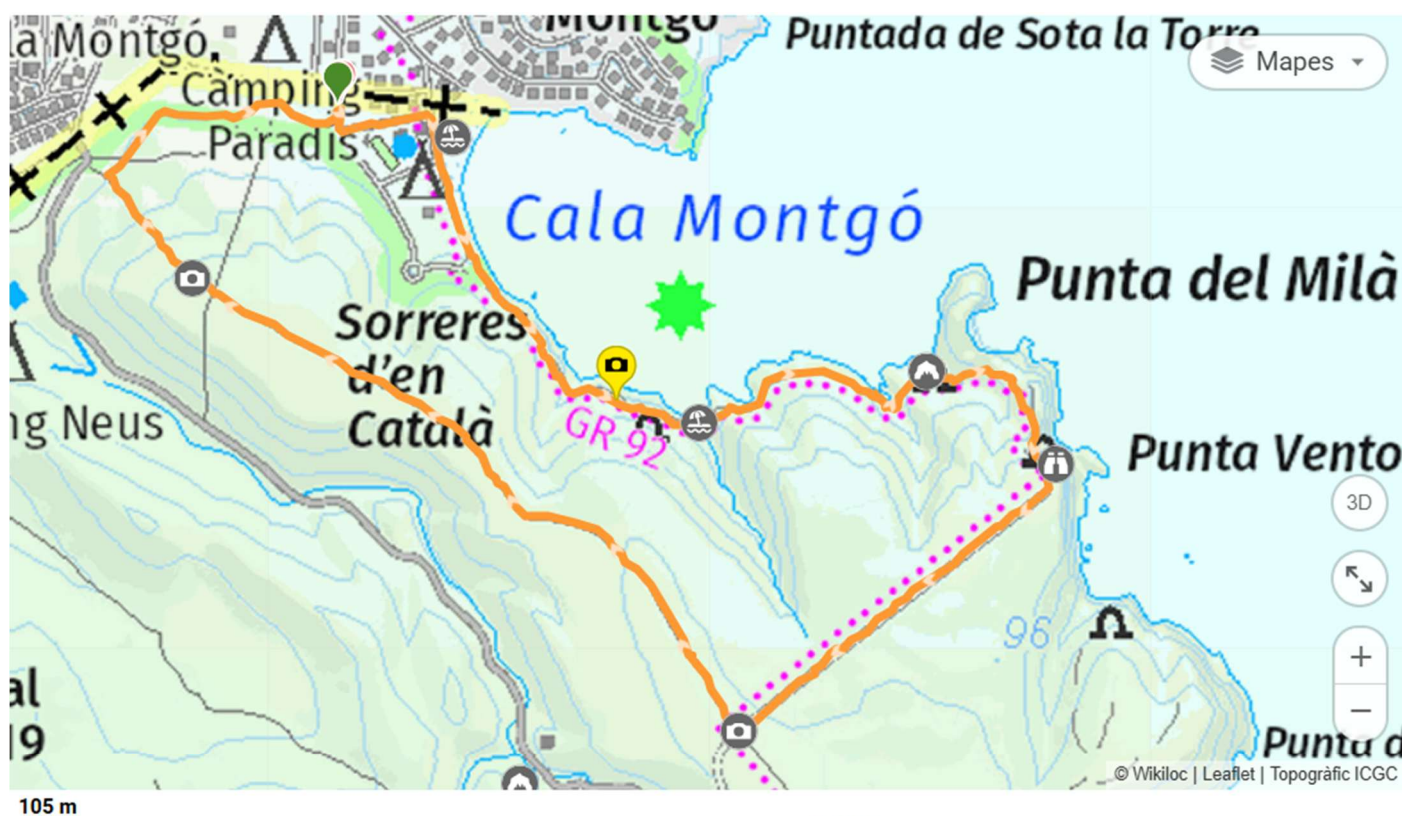 Montgó
Puntada de Sota la Torre
la Montgó,
Mapes
Càmping
Paradís
Cala Montgó
Punta del Milà
Sorreres
d'en
Català
ng Neus
GR 92
Punta Vento
3D
96
+
al
19
−
Punta d
© Wikiloc | Leaflet | Topogràfic ICGC
105 m